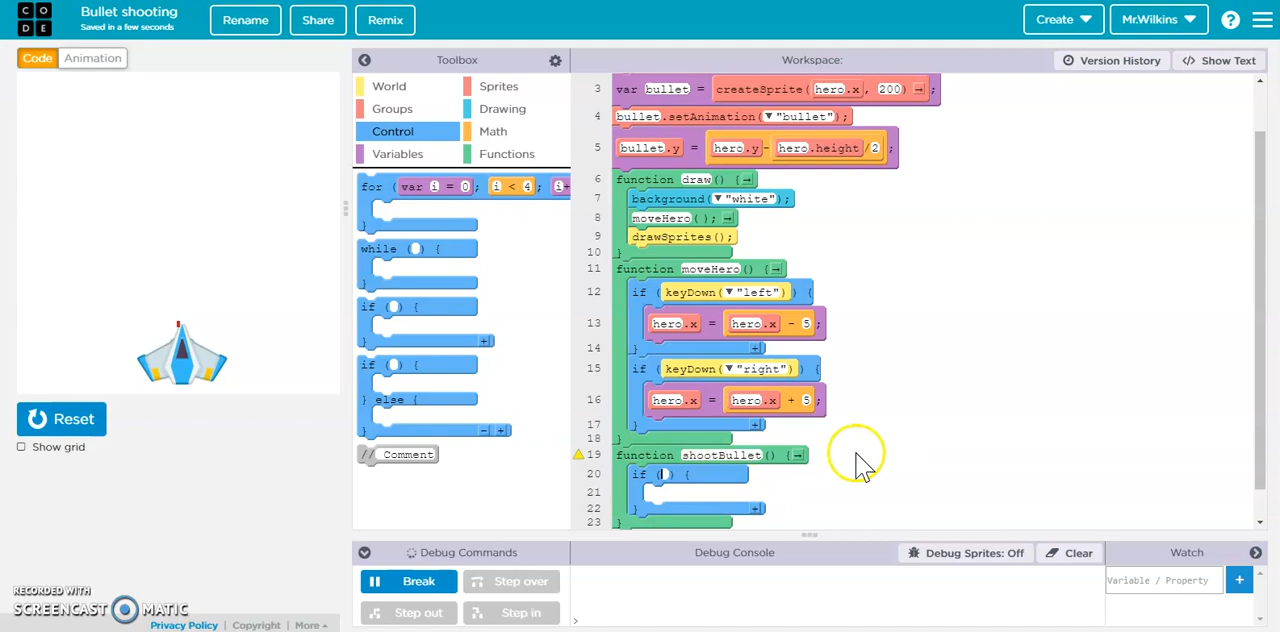 CO
DE
Bullet shooting
Saved in a few seconds
Rename
Share
Remix
Create
Mr.Wilkins
?
Code
Animation
Toolbox
Workspace:
Version History
</> Show Text
World
Sprites
Groups
Drawing
Control
Math
Variables
Functions
for ( var i = 0; i < 4; i+
}
while ( ) {
}
if ( ) {
}
if ( ) {
} else {
}
// Comment
3 var bullet = createSprite( hero.x, 200) ;
4 bullet.setAnimation( "bullet");
5 bullet.y = hero.y- hero.height/2 ;
6 function draw() {
7 background( "white");
8 moveHero();
9 drawSprites();
10 }
11 function moveHero() {
12 if ( keyDown( "left") ) {
13 hero.x = hero.x - 5 ;
14 }
15 if ( keyDown( "right") ) {
16 hero.x = hero.x + 5 ;
17 }
18 }
19 function shootBullet() {
20 if ( ) {
21
22 }
23 }
Reset
Show grid
Debug Commands
Debug Console
Debug Sprites: Off
Clear
Watch
Break
Step over
Variable / Property
+
Step out
Step in
>
RECORDED WITH
SCREENCAST MATIC
Privacy Policy | Copyright | More